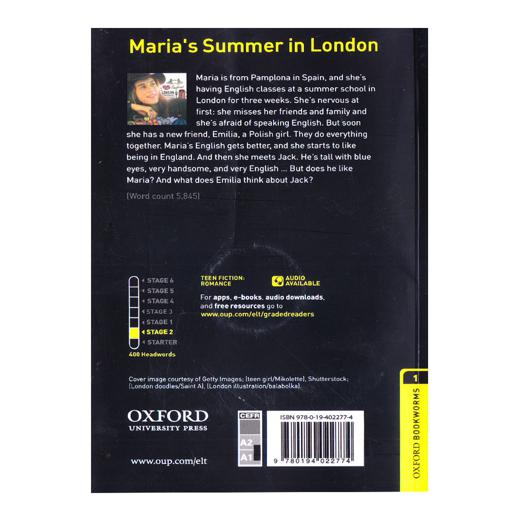 Maria's Summer in London
Maria is from Pamplona in Spain, and she's
having English classes at a summer school in
London for three weeks. She's nervous at
first: she misses her friends and family and
she's afraid of speaking English. But soon
she has a new friend, Emilia, a Polish girl. They do everything
together. Maria's English gets better, and she starts to like
being in England. And then she meets Jack. He's tall with blue
eyes, very handsome, and very English ... But does he like
Maria? And what does Emilia think about Jack?
(Word count 5,845)
STAGE 6
STAGE 5
STAGE 4
STAGE 3
STAGE 1
STAGE 2
STARTER
400 Headwords
TEEN FICTION:
ROMANCE
AUDIO
AVAILABLE
For apps, e-books, audio downloads,
and free resources go to
www.oup.com/elt/gradedreaders
Cover image courtesy of Getty Images; (teen girl/Mikolette), Shutterstock;
(London doodles/Saint A), (London illustration/balabolka).
OXFORD
UNIVERSITY PRESS
www.oup.com/elt
CEFR
A2
A1
ISBN 978-0-19-402277-4
9 780194 022774
1
OXFORD BOOKWORMS